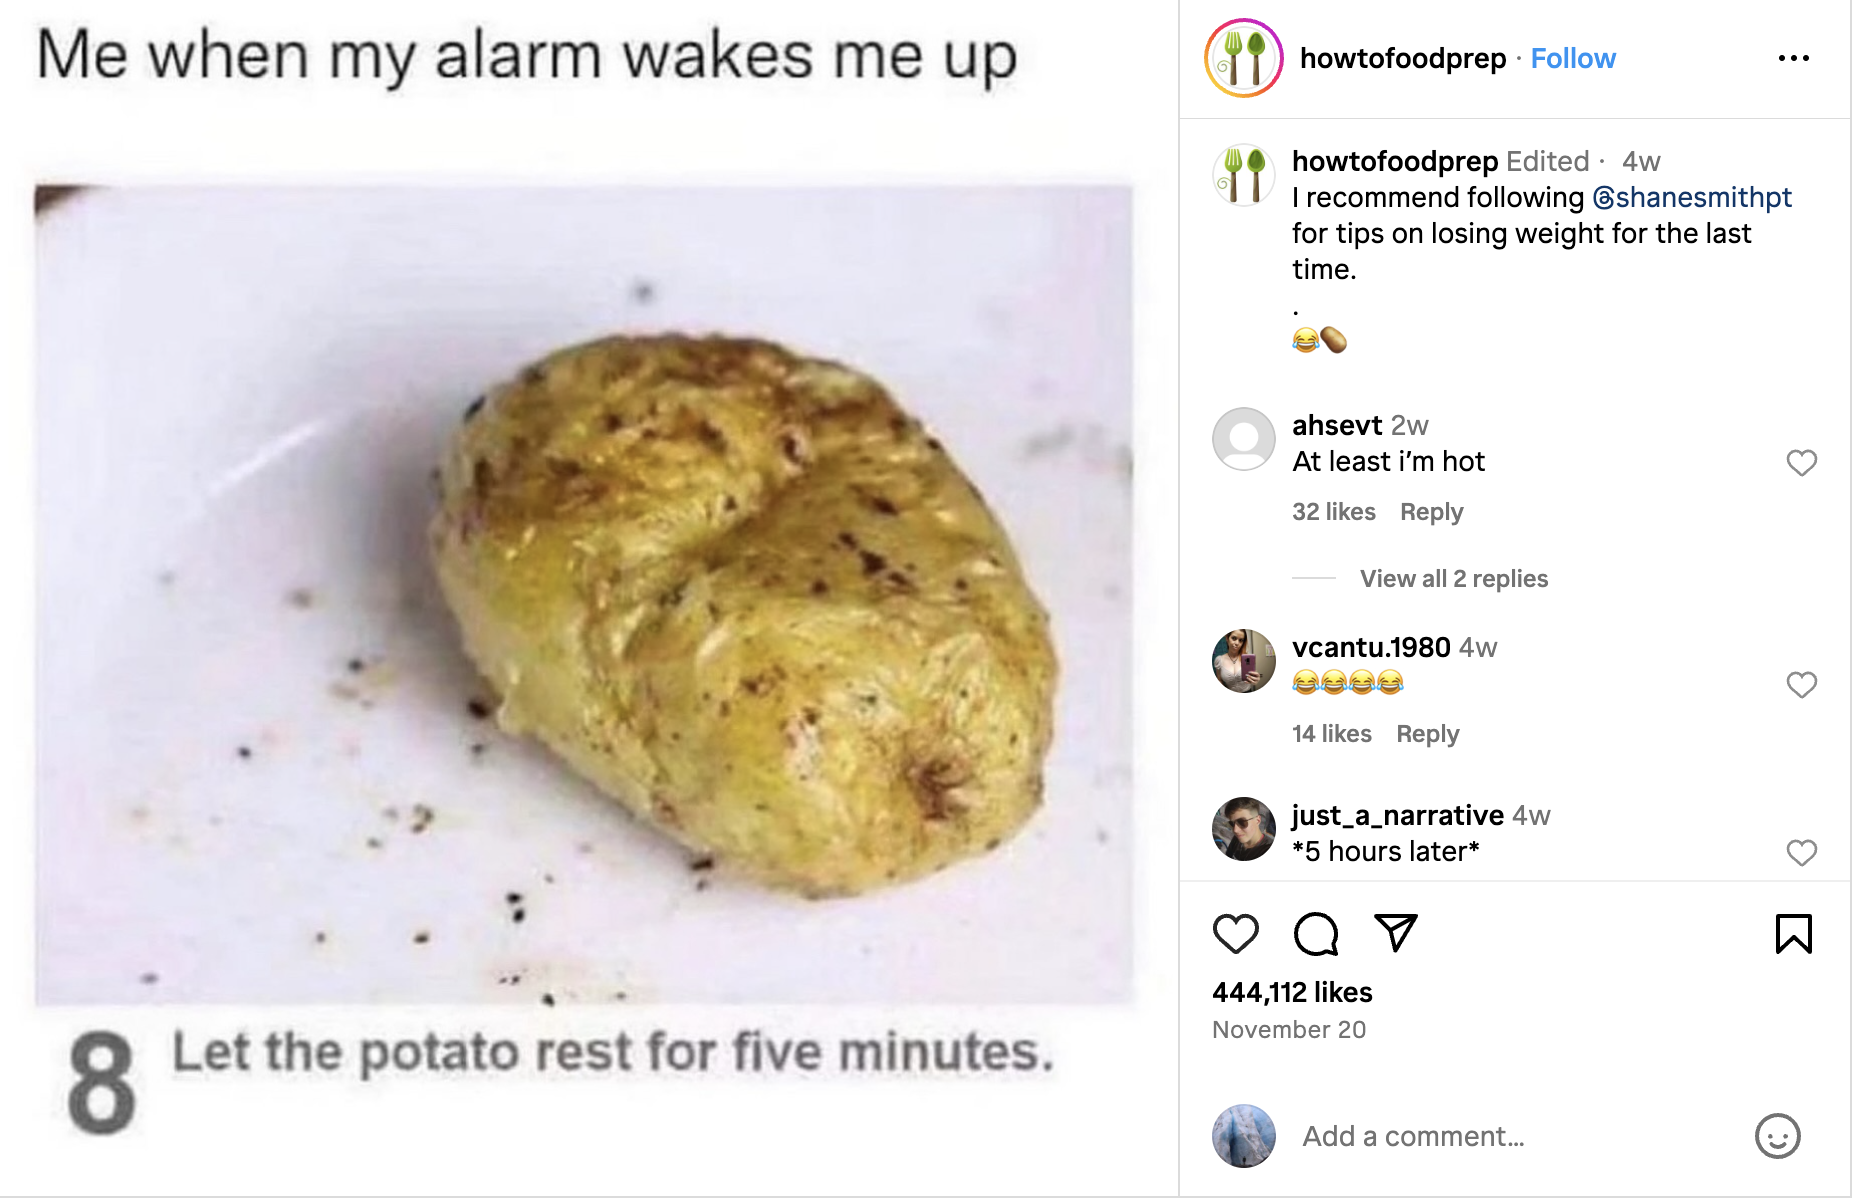 Me when my alarm wakes me up
8 Let the potato rest for five minutes.
howtofoodprep · Follow
howtofoodprep Edited · 4w
I recommend following @shanesmithpt
for tips on losing weight for the last
time.
.
😂🥔
ahsevt 2w
At least i’m hot
32 likes Reply
View all 2 replies
vcantu.1980 4w
😂😂😂😂
14 likes Reply
just_a_narrative 4w
*5 hours later*
444,112 likes
November 20
Add a comment...